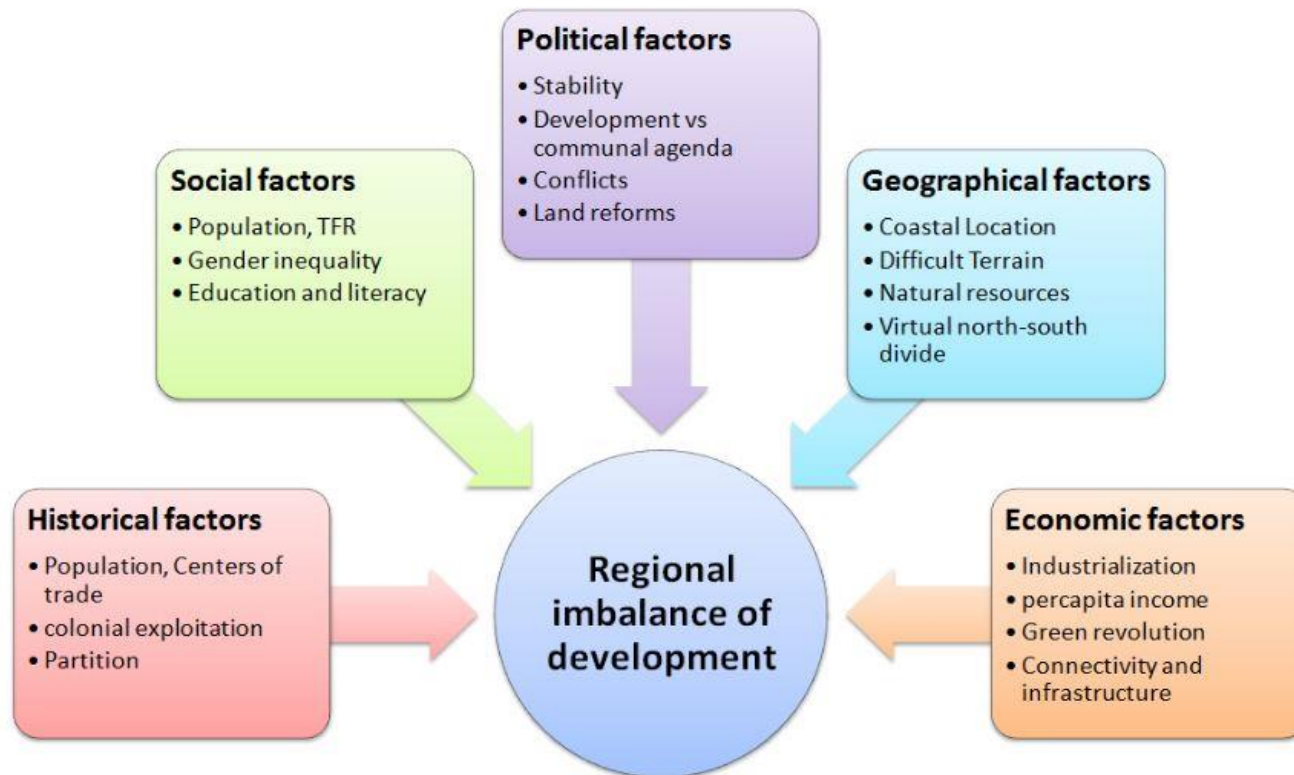 Political factors
• Stability
• Development vs
communal agenda
• Conflicts
• Land reforms
Social factors
• Population, TFR
• Gender inequality
• Education and literacy
Geographical factors
• Coastal Location
• Difficult Terrain
• Natural resources
• Virtual north-south
divide
Historical factors
• Population, Centers of
trade
• colonial exploitation
• Partition
Regional
imbalance of
development
Economic factors
• Industrialization
• percapita income
• Green revolution
• Connectivity and
infrastructure